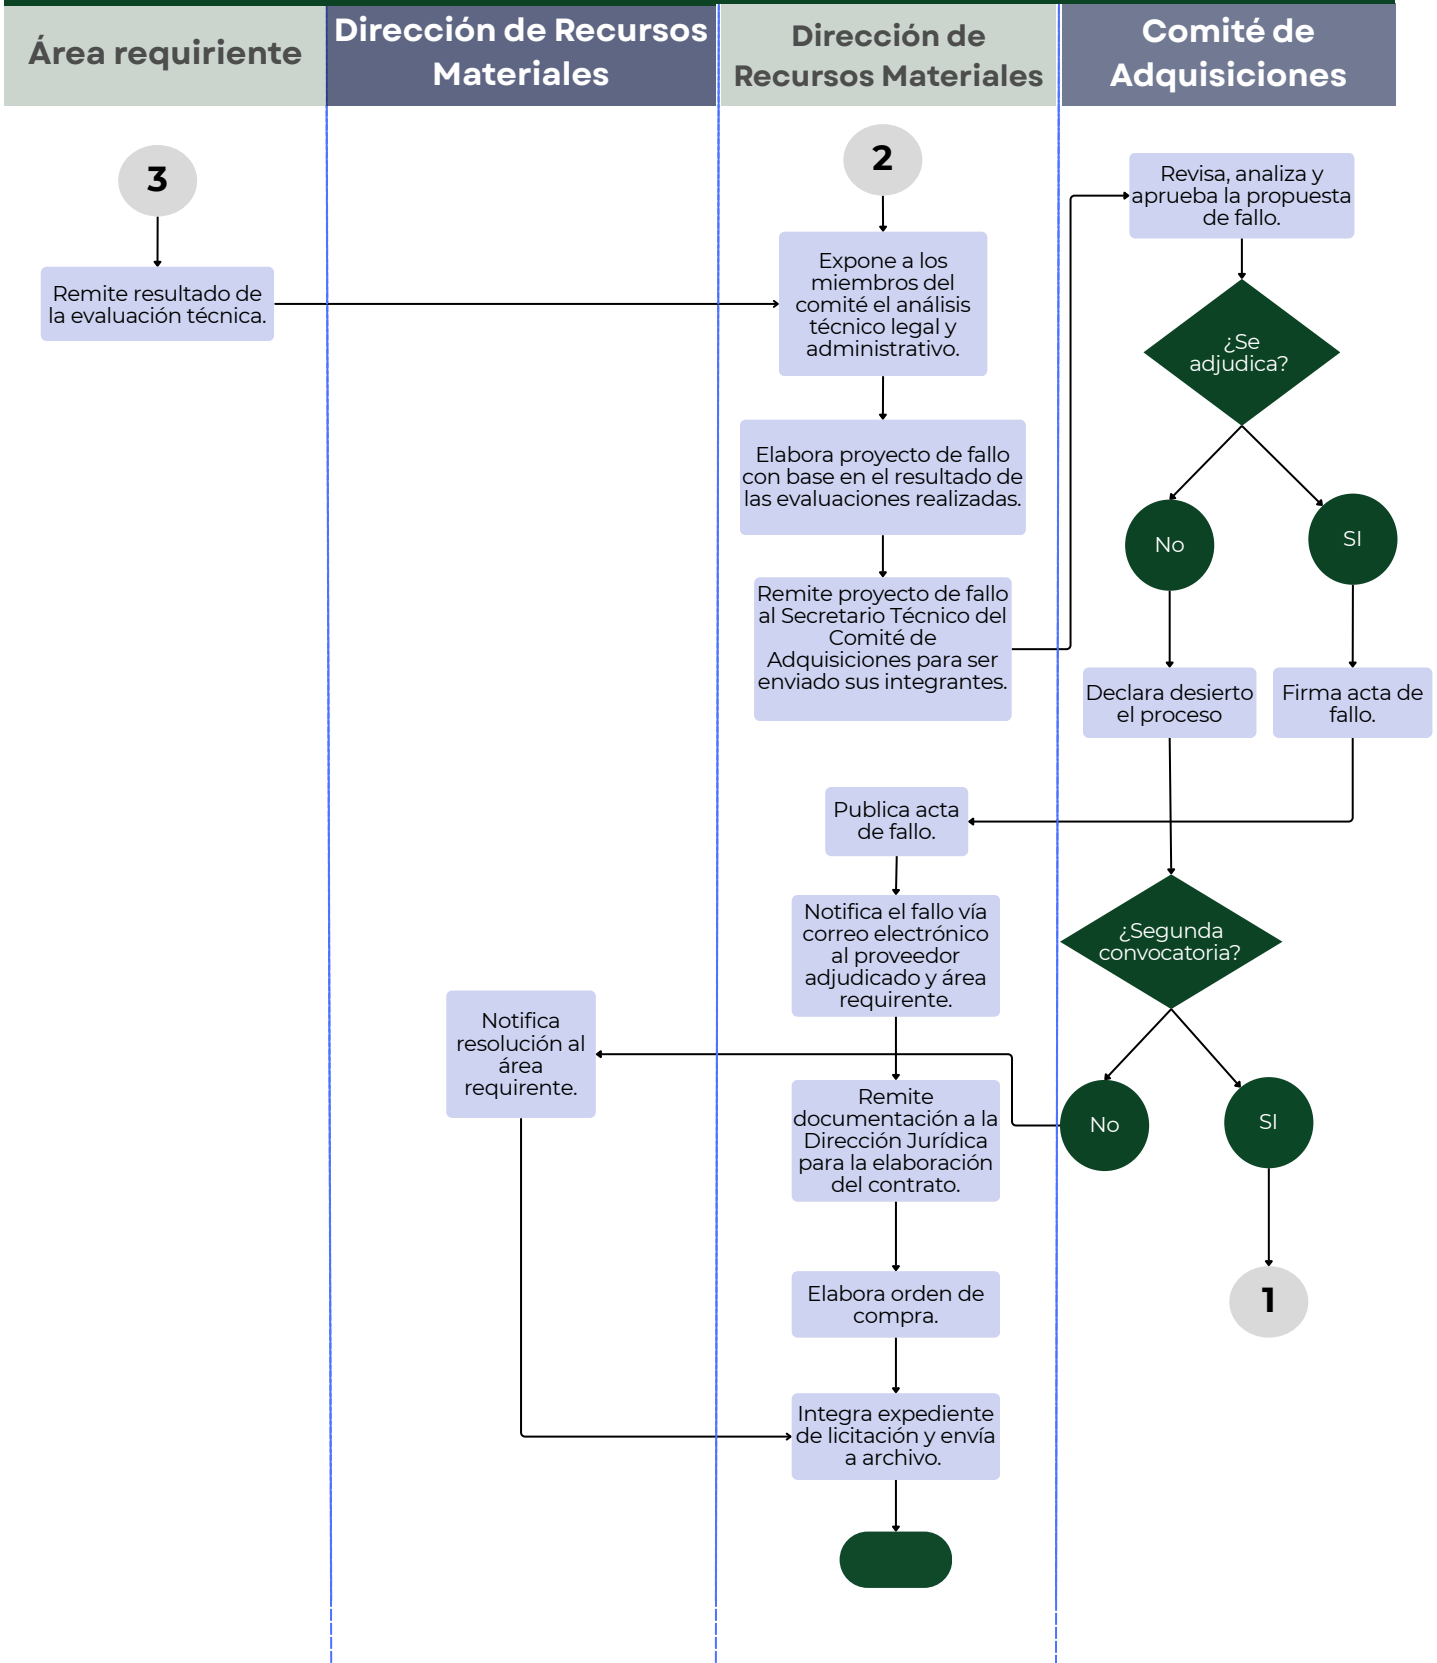 Área requiriente
Dirección de Recursos
Materiales
Dirección de
Recursos Materiales
Comité de
Adquisiciones
3
Remite resultado de
la evaluación técnica.
2
Expone a los
miembros del
comité el análisis
técnico legal y
administrativo.
Elabora proyecto de fallo
con base en el resultado de
las evaluaciones realizadas.
Remite proyecto de fallo
al Secretario Técnico del
Comité de
Adquisiciones para ser
enviado sus integrantes.
Revisa, analiza y
aprueba la propuesta
de fallo.
¿Se
adjudica?
No
SI
Declara desierto
el proceso
Firma acta de
fallo.
Publica acta
de fallo.
Notifica el fallo vía
correo electrónico
al proveedor
adjudicado y área
requirente.
¿Segunda
convocatoria?
Notifica
resolución al
área
requirente.
Remite
documentación a la
Dirección Jurídica
para la elaboración
del contrato.
No
SI
1
Elabora orden de
compra.
Integra expediente
de licitación y envía
a archivo.